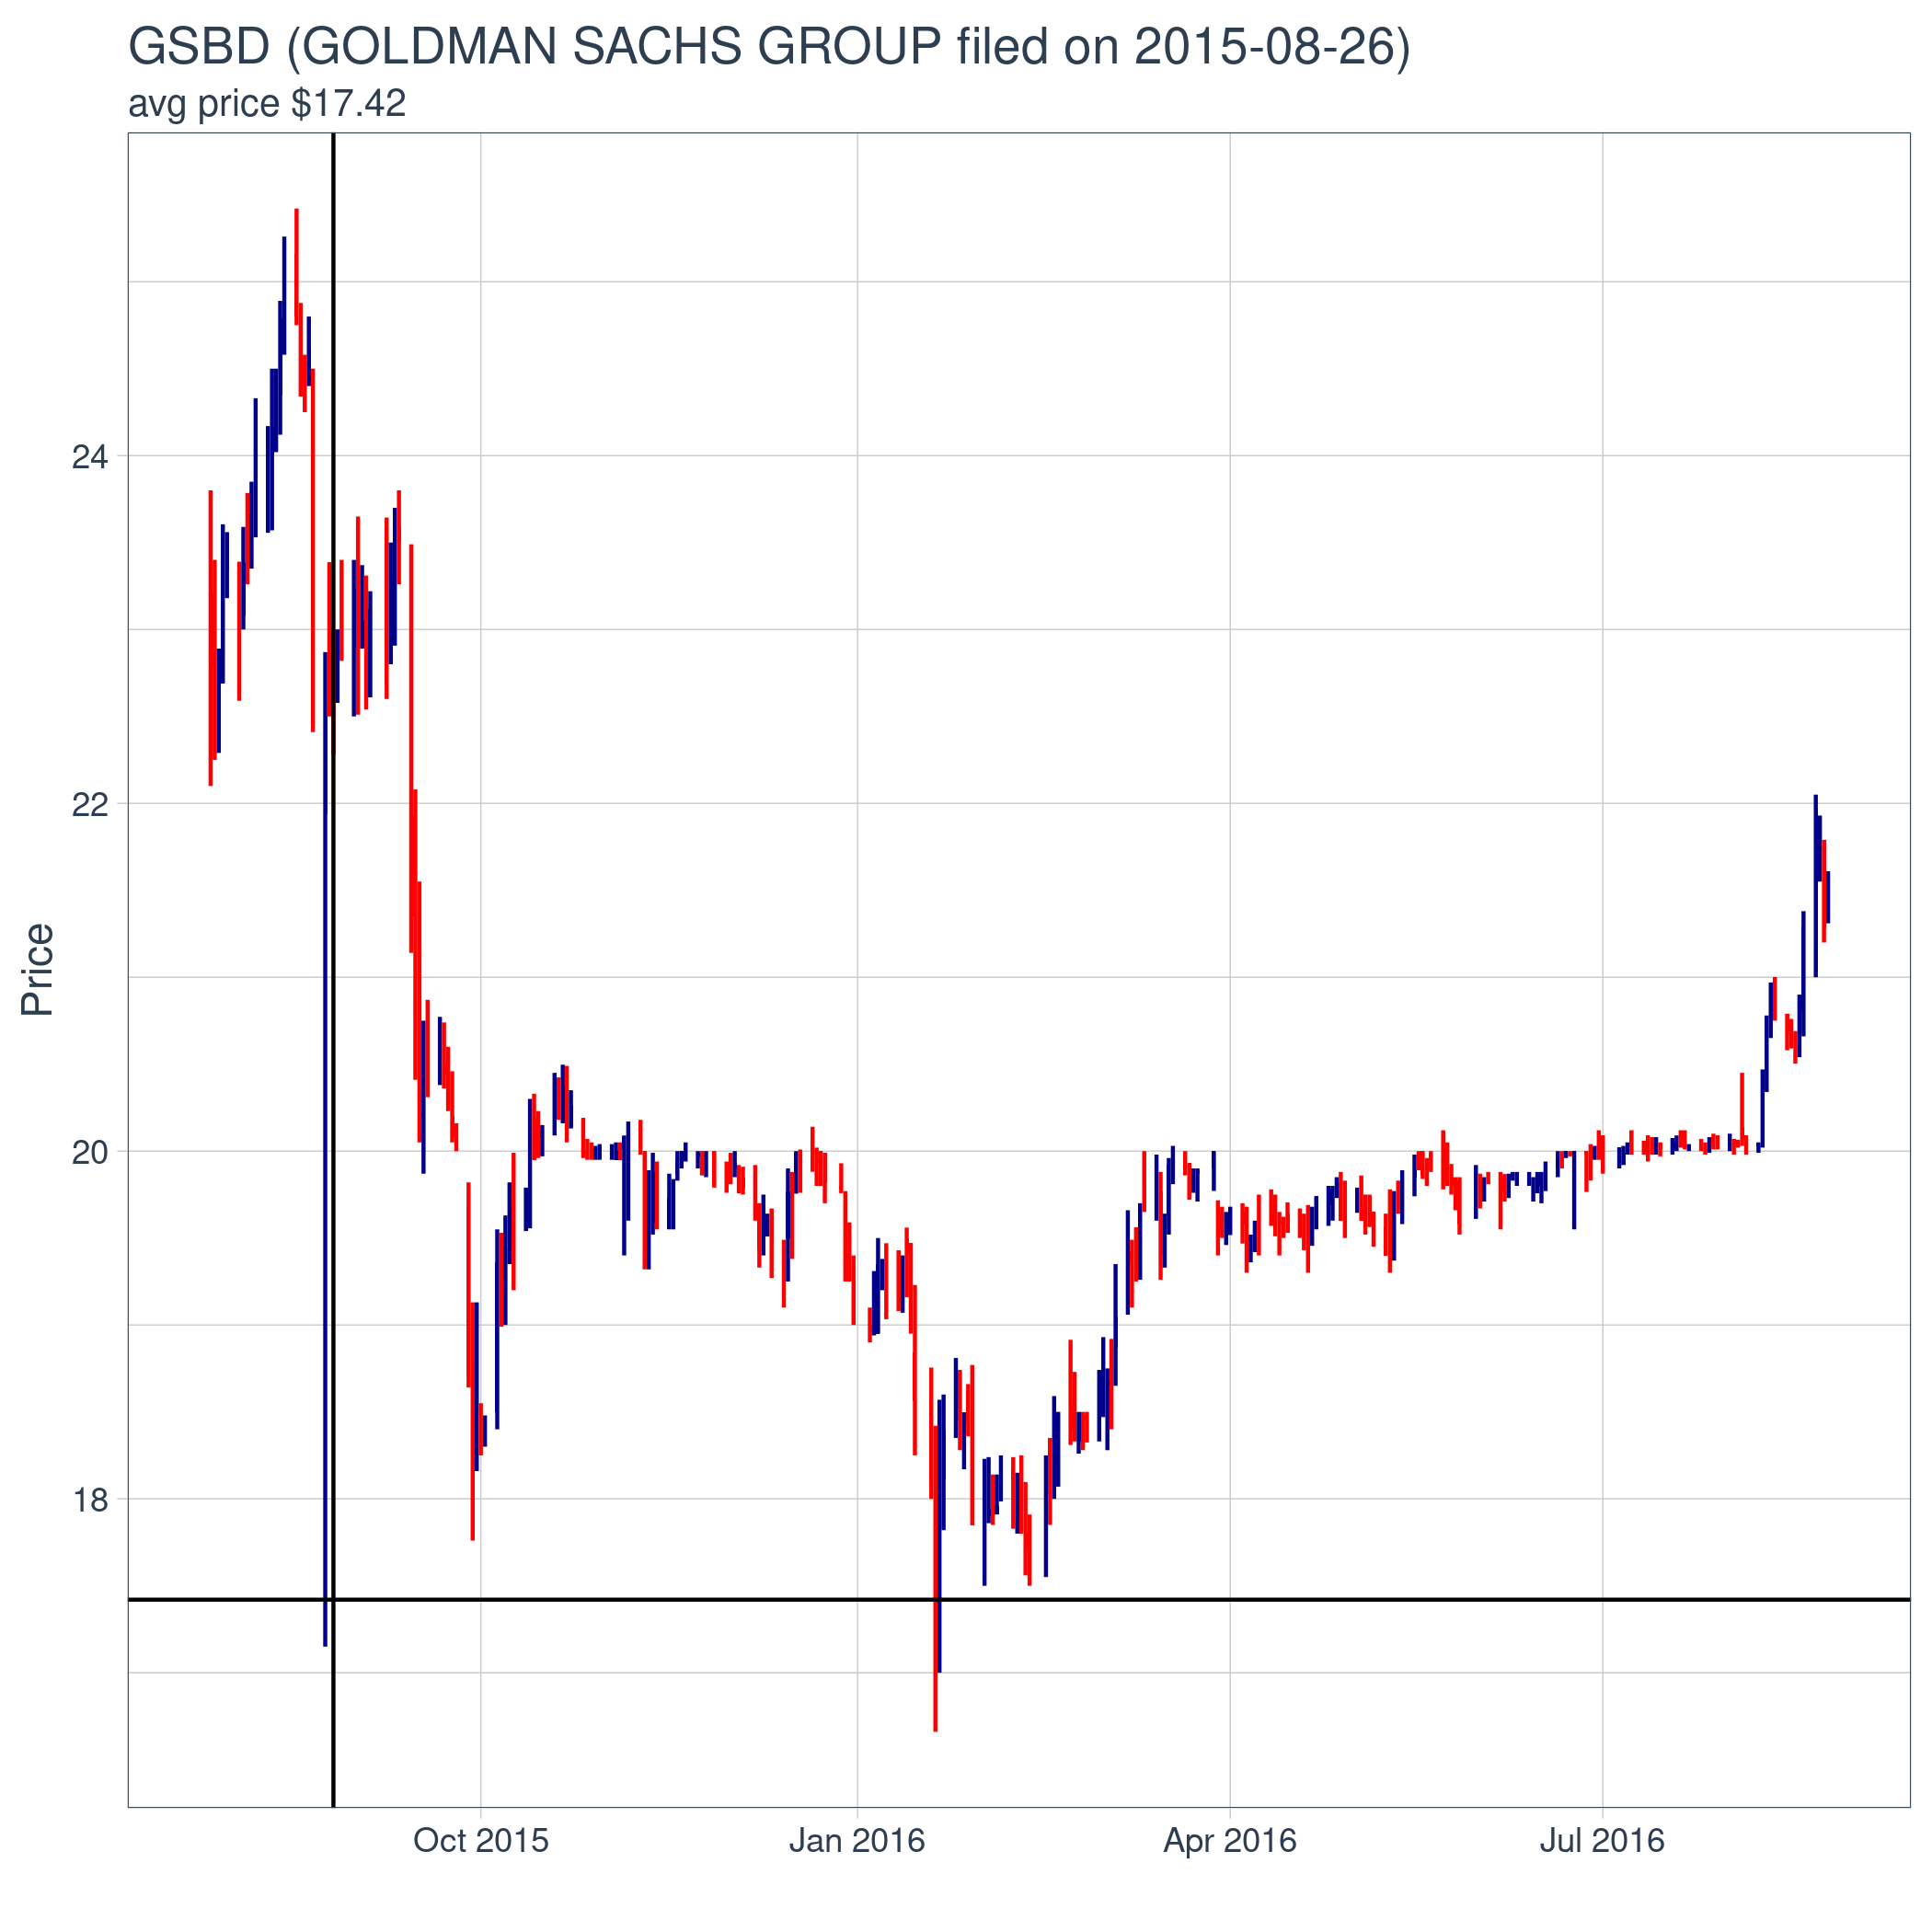 GSBD (GOLDMAN SACHS GROUP filed on 2015-08-26)
avg price $17.42
24
22
20
18
Price
Oct 2015
Jan 2016
Apr 2016
Jul 2016